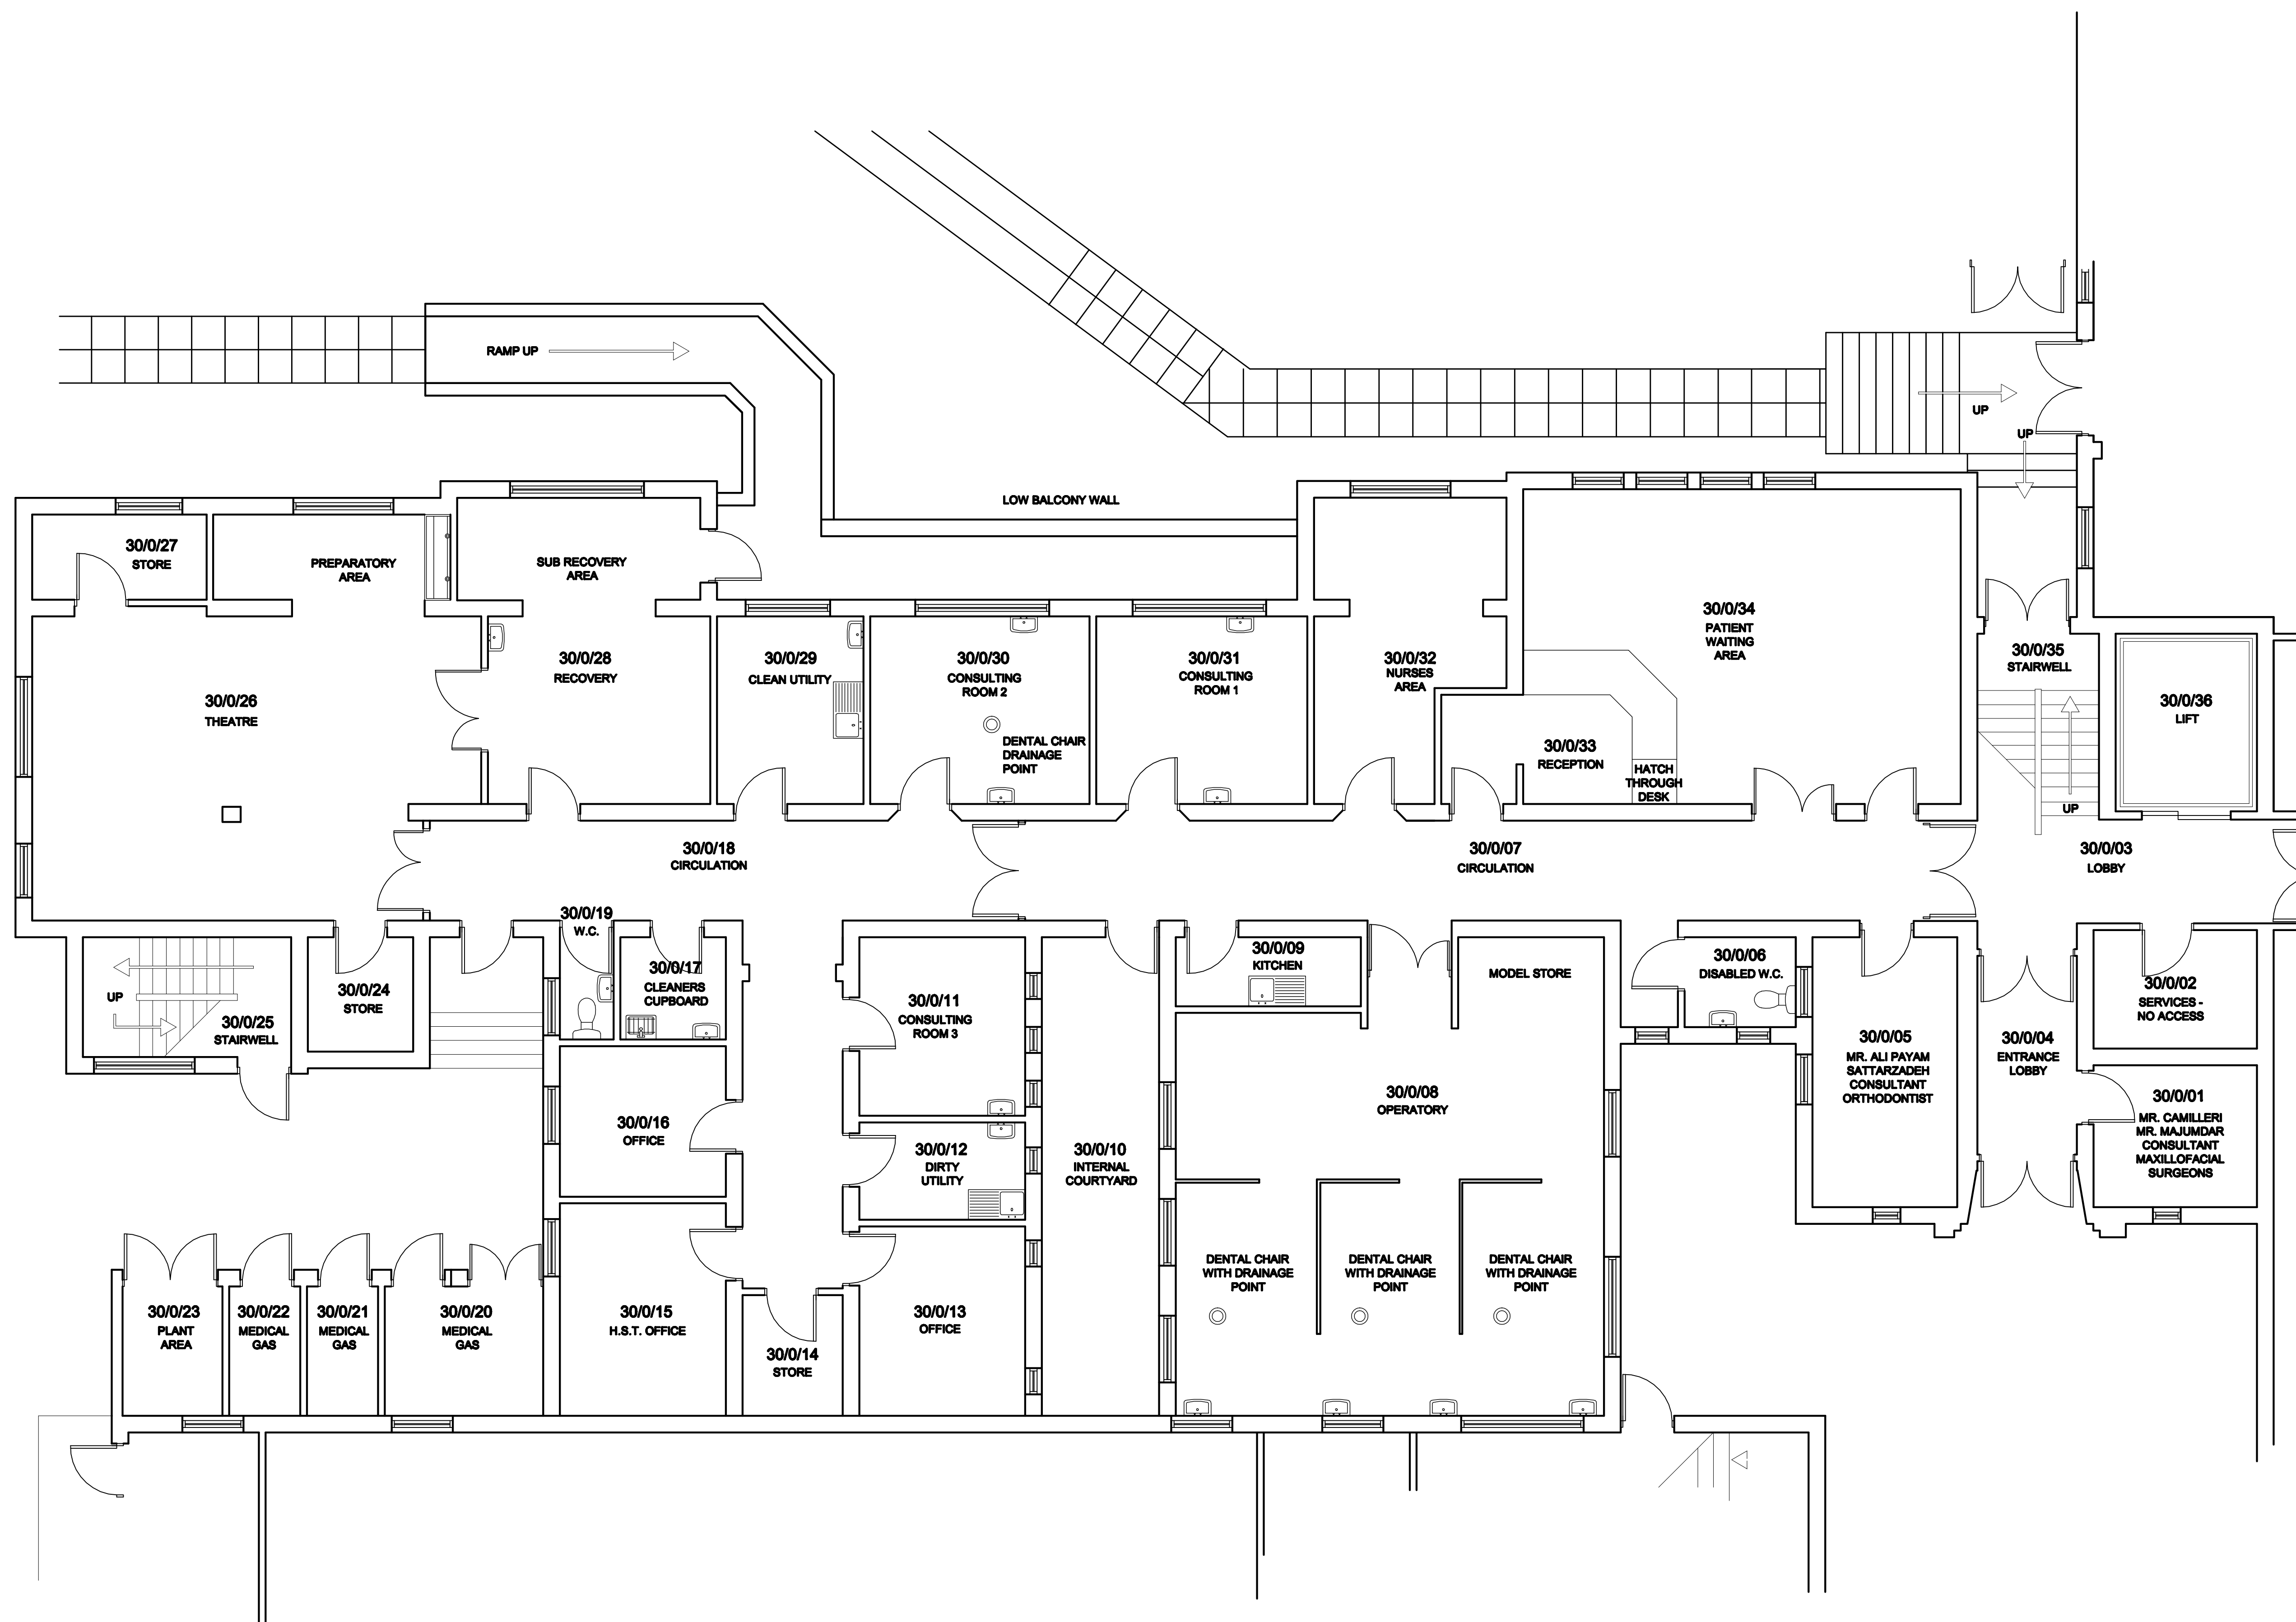 RAMP UP
UP
UP
LOW BALCONY WALL
30/0/27
STORE
PREPARATORY
AREA
SUB RECOVERY
AREA
30/0/26
THEATRE
30/0/28
RECOVERY
30/0/29
CLEAN UTILITY
30/0/30
CONSULTING
ROOM 2
DENTAL CHAIR
DRAINAGE
POINT
30/0/31
CONSULTING
ROOM 1
30/0/32
NURSES
AREA
30/0/34
PATIENT
WAITING
AREA
30/0/33
RECEPTION
HATCH
THROUGH
DESK
30/0/35
STAIRWELL
UP
30/0/36
LIFT
30/0/18
CIRCULATION
30/0/07
CIRCULATION
30/0/03
LOBBY
30/0/19
W.C.
30/0/17
CLEANERS
CUPBOARD
UP
30/0/25
STAIRWELL
30/0/24
STORE
30/0/11
CONSULTING
ROOM 3
30/0/09
KITCHEN
MODEL STORE
30/0/06
DISABLED W.C.
30/0/02
SERVICES -
NO ACCESS
30/0/05
MR. ALI PAYAM
SATTARZADEH
CONSULTANT
ORTHODONTIST
30/0/04
ENTRANCE
LOBBY
30/0/01
MR. CAMILLERI
MR. MAJUMDAR
CONSULTANT
MAXILLOFACIAL
SURGEONS
30/0/16
OFFICE
30/0/12
DIRTY
UTILITY
30/0/10
INTERNAL
COURTYARD
30/0/08
OPERATORY
DENTAL CHAIR
WITH DRAINAGE
POINT
DENTAL CHAIR
WITH DRAINAGE
POINT
DENTAL CHAIR
WITH DRAINAGE
POINT
30/0/23
PLANT
AREA
30/0/22
MEDICAL
GAS
30/0/21
MEDICAL
GAS
30/0/20
MEDICAL
GAS
30/0/15
H.S.T. OFFICE
30/0/14
STORE
30/0/13
OFFICE